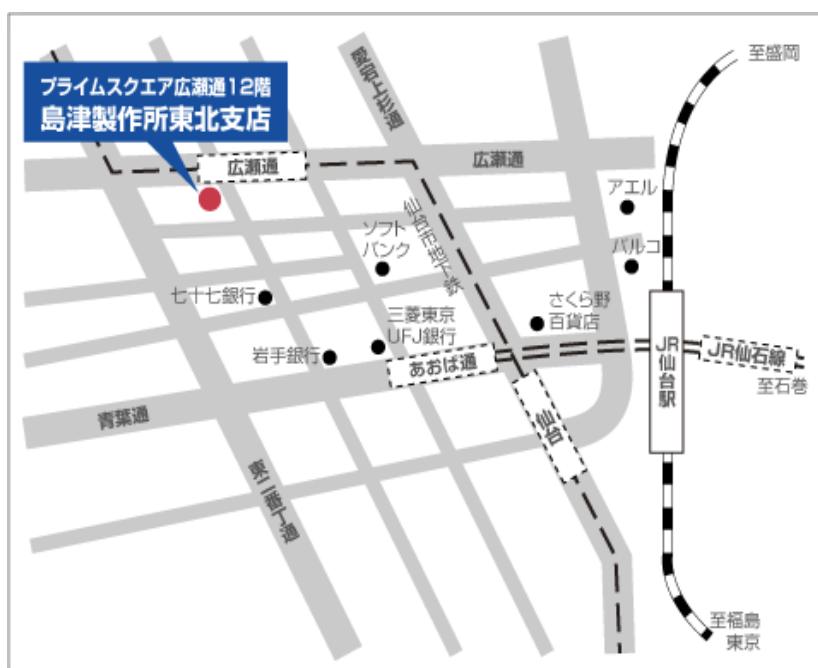 至盛岡
プライムスクエア広瀬通12階
島津製作所東北支店
愛宕上杉通
広瀬通
広瀬通
アエル
仙台市地下鉄
ソフト
バンク
パルコ
七十七銀行
さくら野
百貨店
三菱東京
UFJ銀行
岩手銀行
あおば通
JR仙台駅
JR仙石線
至石巻
青葉通
仙台
東二番丁通
至福島
東京